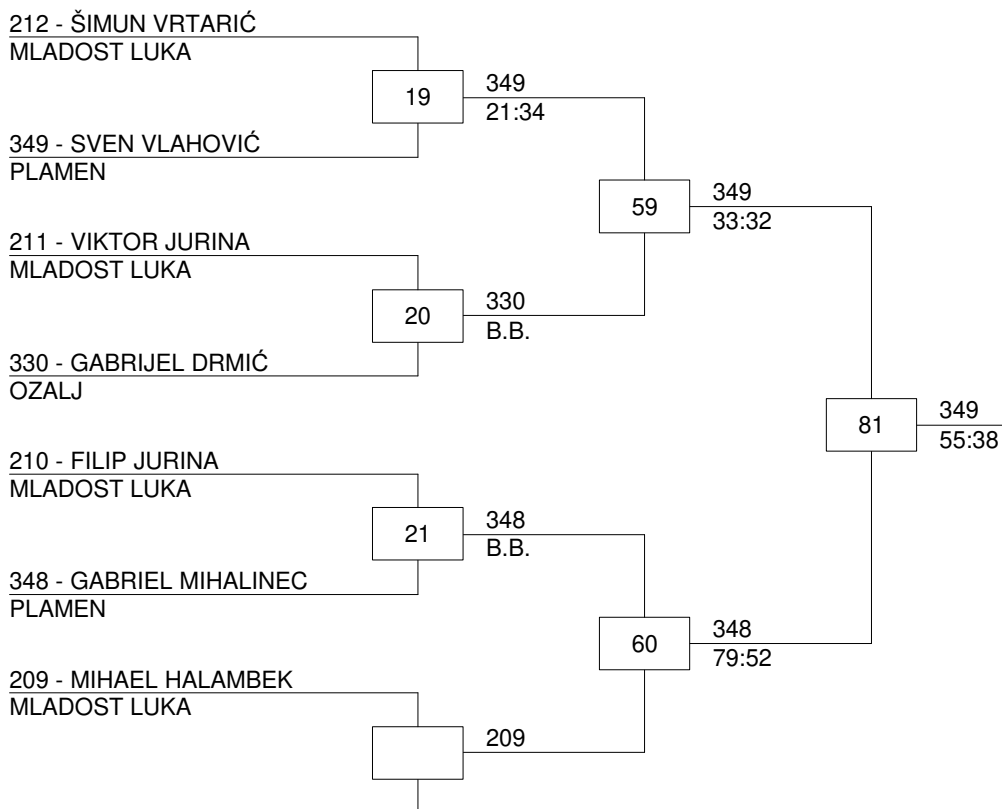 212 - ŠIMUN VRTARIĆ
MLADOST LUKA
19
349
21:34
349 - SVEN VLAHOVIĆ
PLAMEN
59
349
33:32
211 - VIKTOR JURINA
MLADOST LUKA
20
330
B.B.
330 - GABRIJEL DRMIĆ
OZALJ
81
349
55:38
210 - FILIP JURINA
MLADOST LUKA
21
348
B.B.
348 - GABRIEL MIHALINEC
PLAMEN
60
348
79:52
209 - MIHAEL HALAMBEK
MLADOST LUKA
209